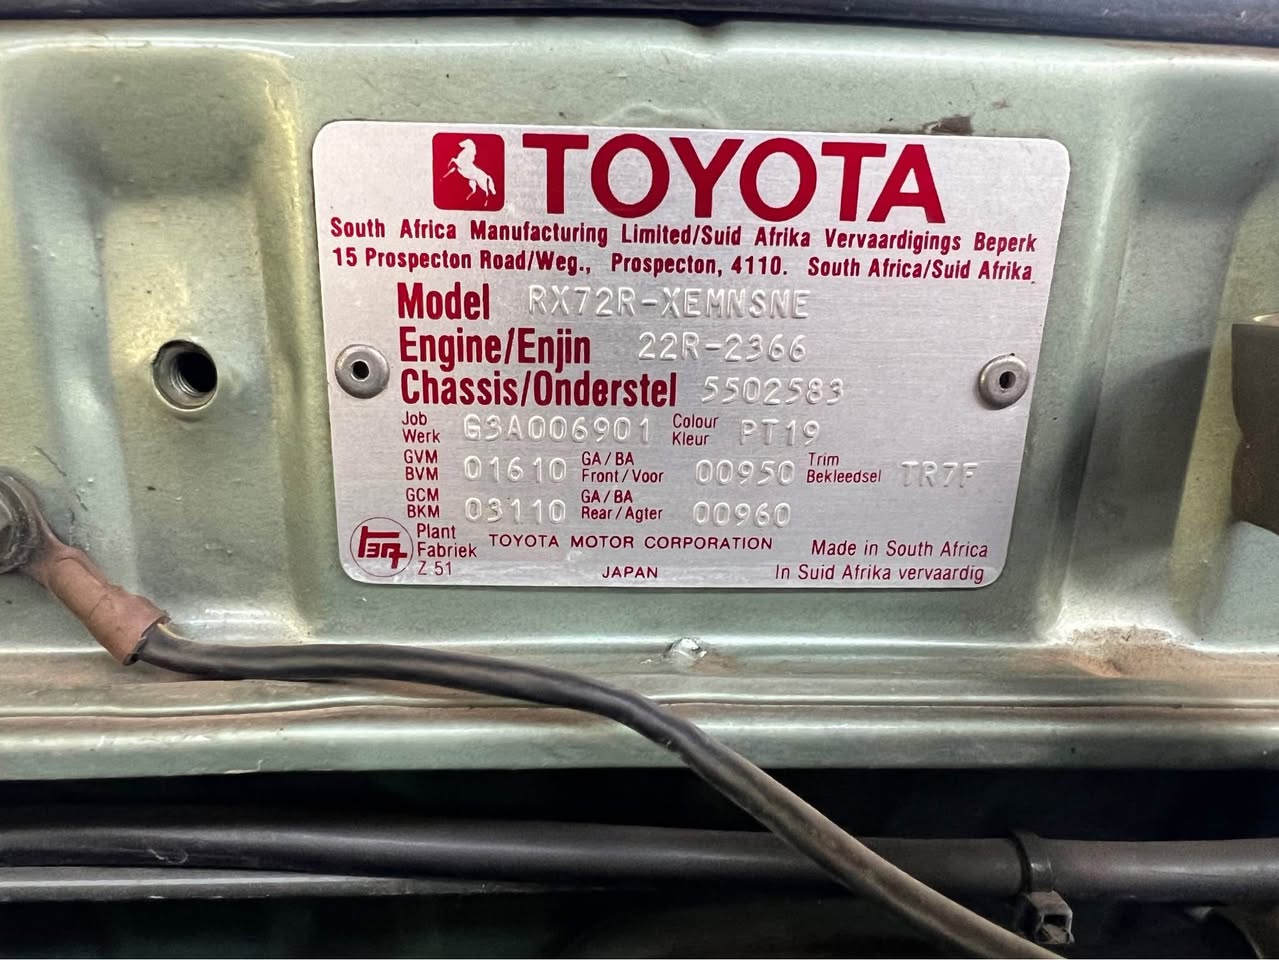 TOYOTA
South Africa Manufacturing Limited/Suid Afrika Vervaardigings Beperk
15 Prospecton Road/Weg., Prospecton, 4110. South Africa/Suid Afrika
Model RX72R-XEMNSNE
Engine/Enjin 22R-2366
Chassis/Onderstel 5502583
Job Werk G3A006901 Colour Kleur PT19
GVM BVM 01610 GA/BA Front/Voor 00950 Trim Bekleedsel TR7F
GCM BKM 03110 GA/BA Rear/Agter 00960
Plant Fabriek Z 51 TOYOTA MOTOR CORPORATION JAPAN
Made in South Africa
In Suid Afrika vervaardig